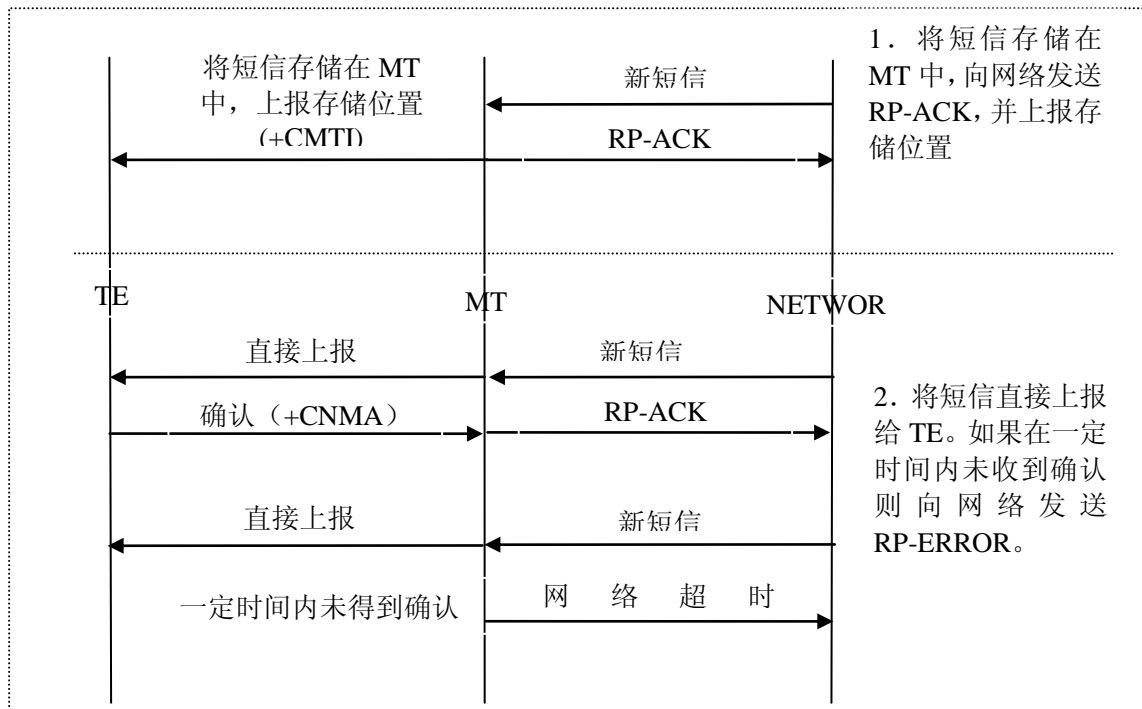 将短信存储在 MT
中，上报存储位置
(+CMTI)
新短信
RP-ACK
1．将短信存储在
MT 中，向网络发送
RP-ACK，并上报存
储位置
TE
MT
NETWOR
直接上报
新短信
确认（+CNMA）
RP-ACK
2．将短信直接上报
给 TE。如果在一定
时间内未收到确认
则向网络发送
RP-ERROR。
直接上报
新短信
一定时间内未得到确认
网络超时